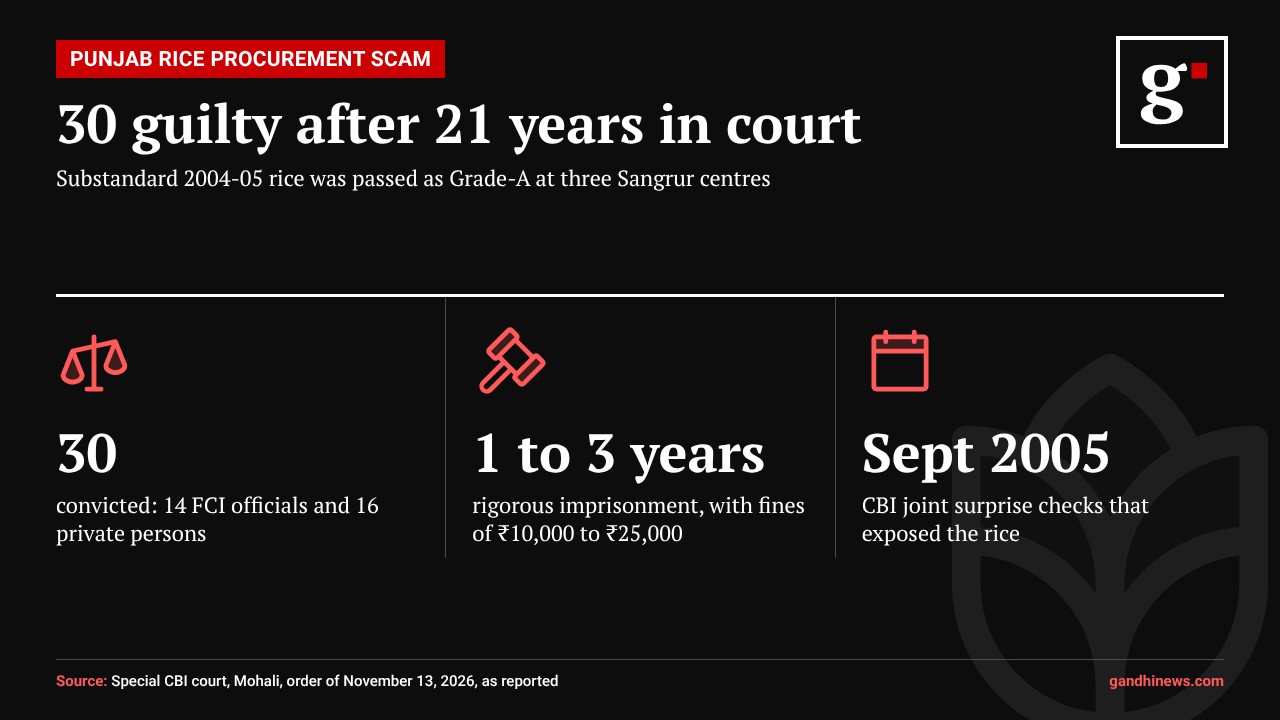 PUNJAB RICE PROCUREMENT SCAM
g
30 guilty after 21 years in court
Substandard 2004-05 rice was passed as Grade-A at three Sangrur centres
30
convicted: 14 FCI officials and 16
private persons
1 to 3 years
rigorous imprisonment, with fines
of ₹10,000 to ₹25,000
Sept 2005
CBI joint surprise checks that
exposed the rice
Source: Special CBI court, Mohali, order of November 13, 2026, as reported
gandhinews.com